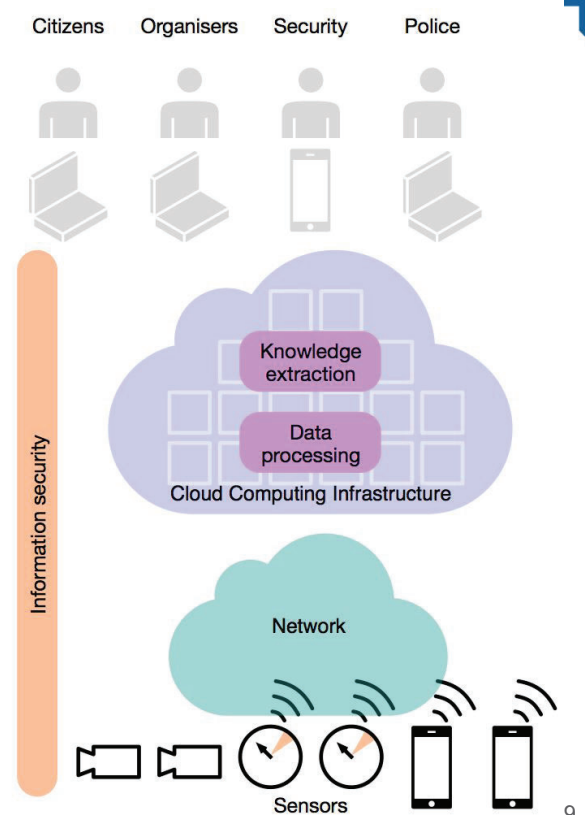 Citizens Organisers Security Police
Knowledge
extraction
Data
processing
Cloud Computing Infrastructure
Information security
Network
Sensors
9